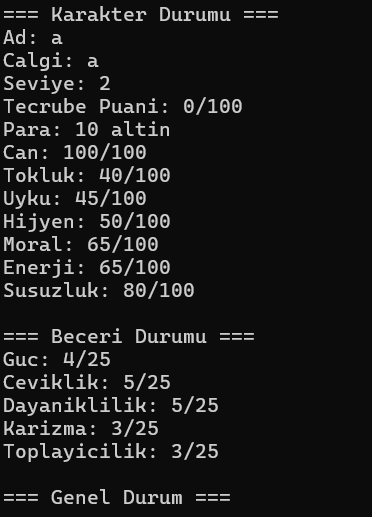 === Karakter Durumu ===
Ad: a
Calgi: a
Seviye: 2
Tecrube Puani: 0/100
Para: 10 altin
Can: 100/100
Tokluk: 40/100
Uyku: 45/100
Hijyen: 50/100
Moral: 65/100
Enerji: 65/100
Susuzluk: 80/100

=== Beceri Durumu ===
Guc: 4/25
Ceviklik: 5/25
Dayaniklilik: 5/25
Karizma: 3/25
Toplayicilik: 3/25

=== Genel Durum ===